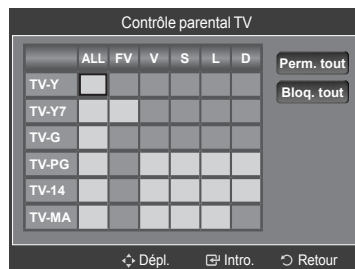 Contrôle parental TV
ALL FV V S L D
Perm. tout
Bloq. tout
TV-Y
TV-Y7
TV-G
TV-PG
TV-14
TV-MA
Dépl. Intro. Retour